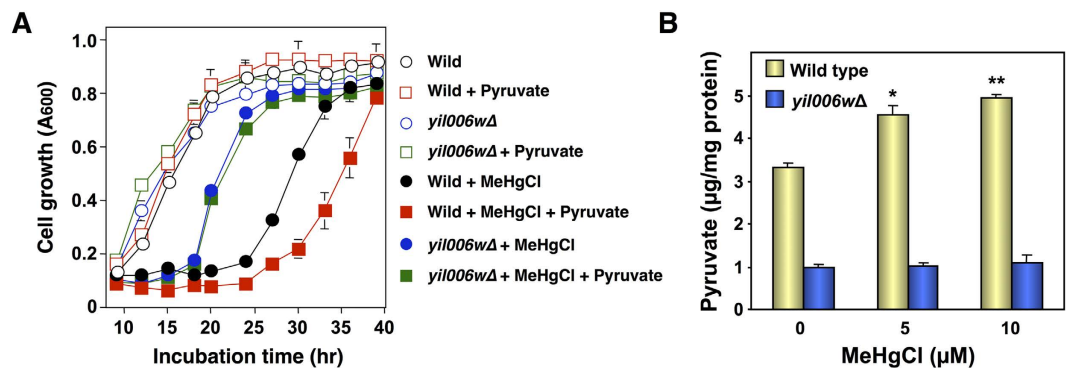 A
1.0
0.8
0.6
0.4
0.2
0
Cell growth (A600)
10 15 20 25 30 35 40
Incubation time (hr)
Wild
Wild + Pyruvate
yil006wΔ
yil006wΔ + Pyruvate
Wild + MeHgCl
Wild + MeHgCl + Pyruvate
yil006wΔ + MeHgCl
yil006wΔ + MeHgCl + Pyruvate
B
Wild type
yil006wΔ
* **
5
4
3
2
1
0
Pyruvate (µg/mg protein)
0 5 10
MeHgCl (µM)